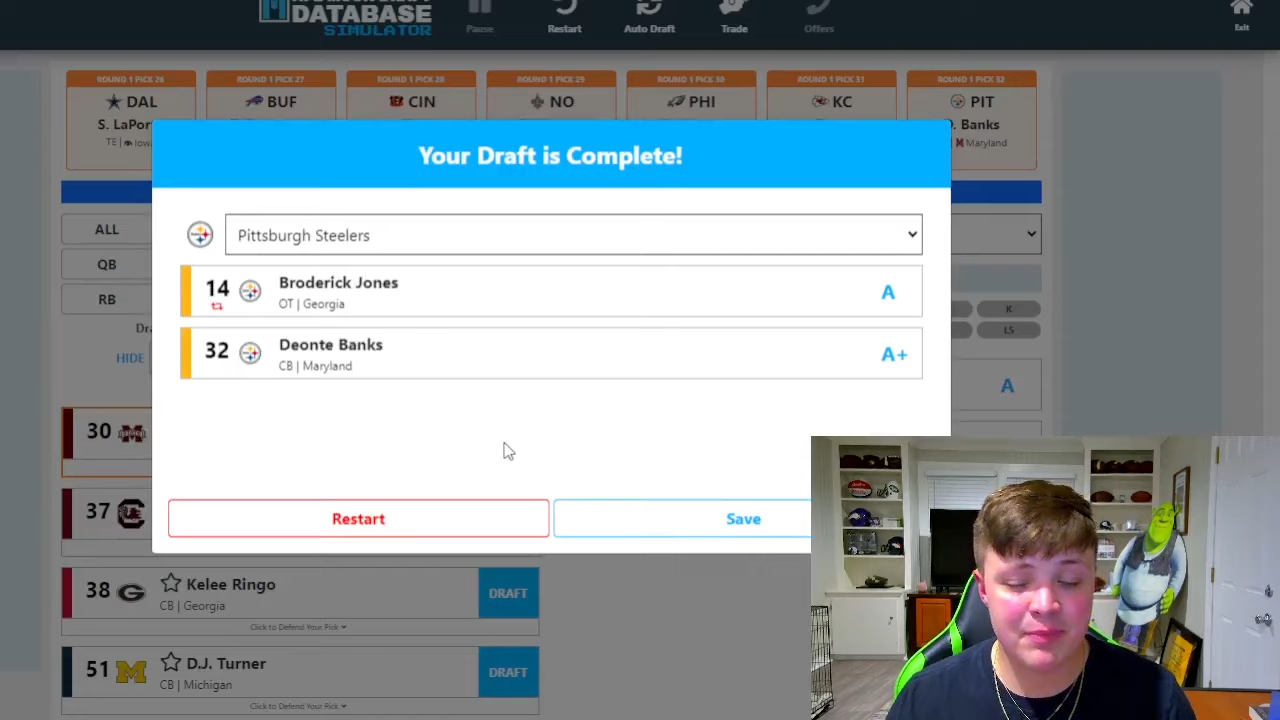 DATABASE
SIMULATOR
Pause
Restart
Auto Draft
Trade
Offers
Exit
ROUND 1 PICK 26
ROUND 1 PICK 27
ROUND 1 PICK 28
ROUND 1 PICK 29
ROUND 1 PICK 30
ROUND 1 PICK 31
ROUND 1 PICK 32
DAL
BUF
CIN
NO
PHI
KC
PIT
S. LaPor
. Banks
TE | Iow
Maryland
Your Draft is Complete!
ALL
QB
RB
Dra
HIDE
Pittsburgh Steelers
14
Broderick Jones
OT | Georgia
A
32
Deonte Banks
CB | Maryland
A+
K
LS
A
Restart
Save
30
37
38
Kelee Ringo
CB | Georgia
DRAFT
Click to Defend Your Pick
51
D.J. Turner
CB | Michigan
DRAFT
Click to Defend Your Pick